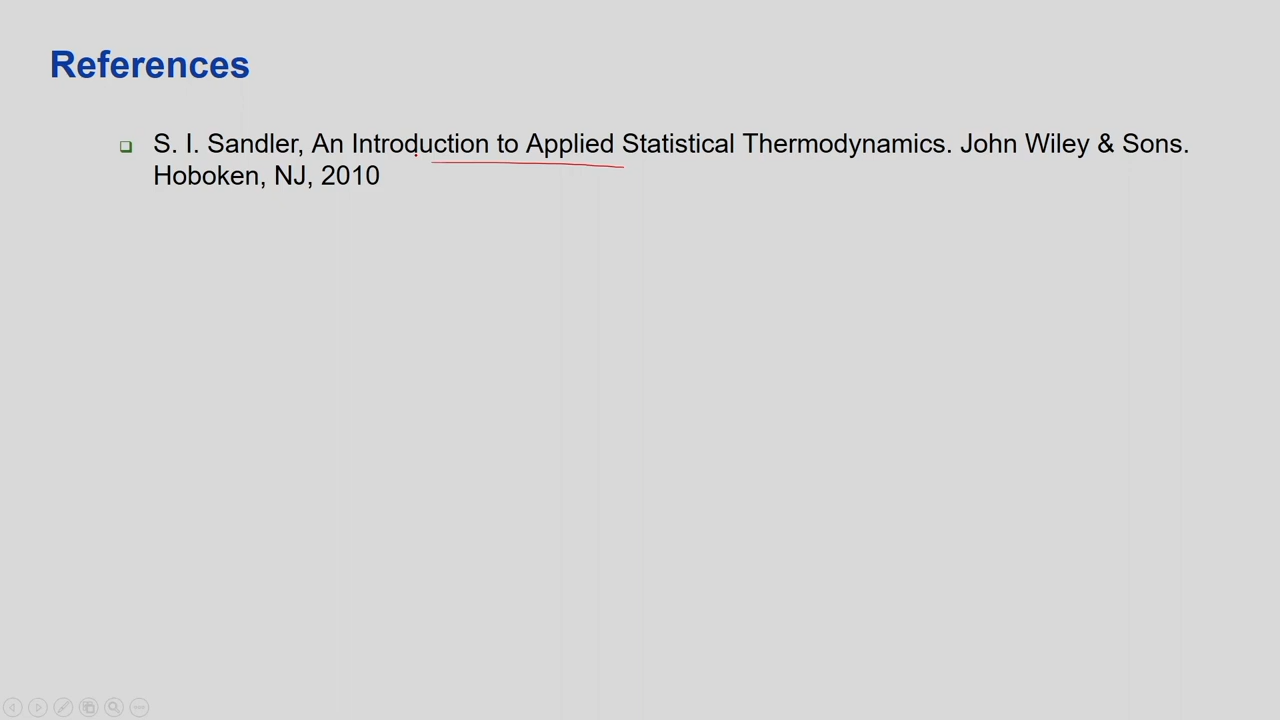 References
S. I. Sandler, An Introduction to Applied Statistical Thermodynamics. John Wiley & Sons.
Hoboken, NJ, 2010